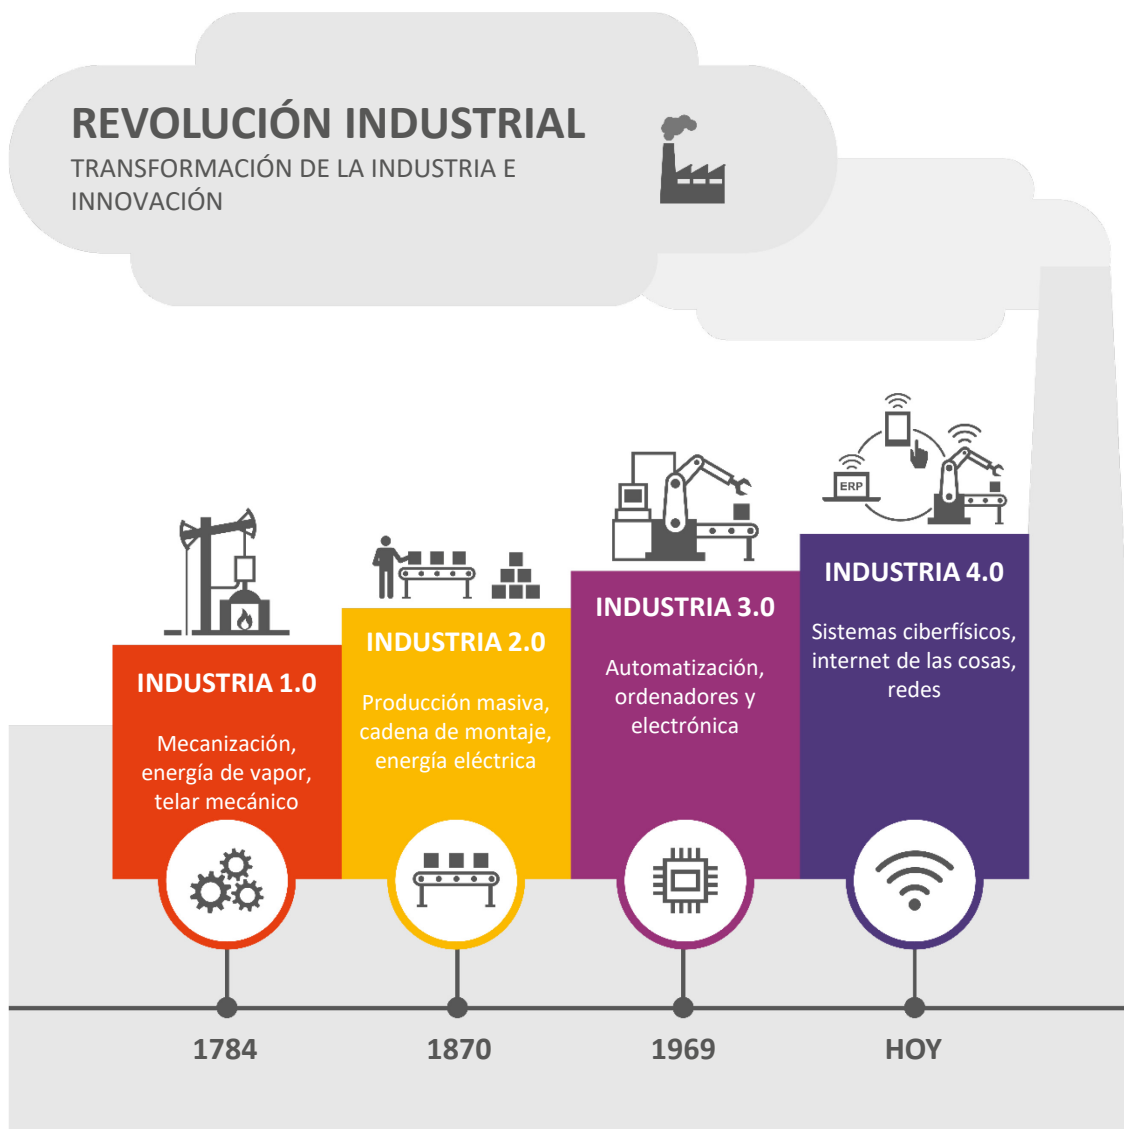 REVOLUCIÓN INDUSTRIAL
TRANSFORMACIÓN DE LA INDUSTRIA E
INNOVACIÓN
INDUSTRIA 1.0
Mecanización,
energía de vapor,
telar mecánico
INDUSTRIA 2.0
Producción masiva,
cadena de montaje,
energía eléctrica
INDUSTRIA 3.0
Automatización,
ordenadores y
electrónica
ERP
INDUSTRIA 4.0
Sistemas ciberfísicos,
internet de las cosas,
redes
1784
1870
1969
HOY